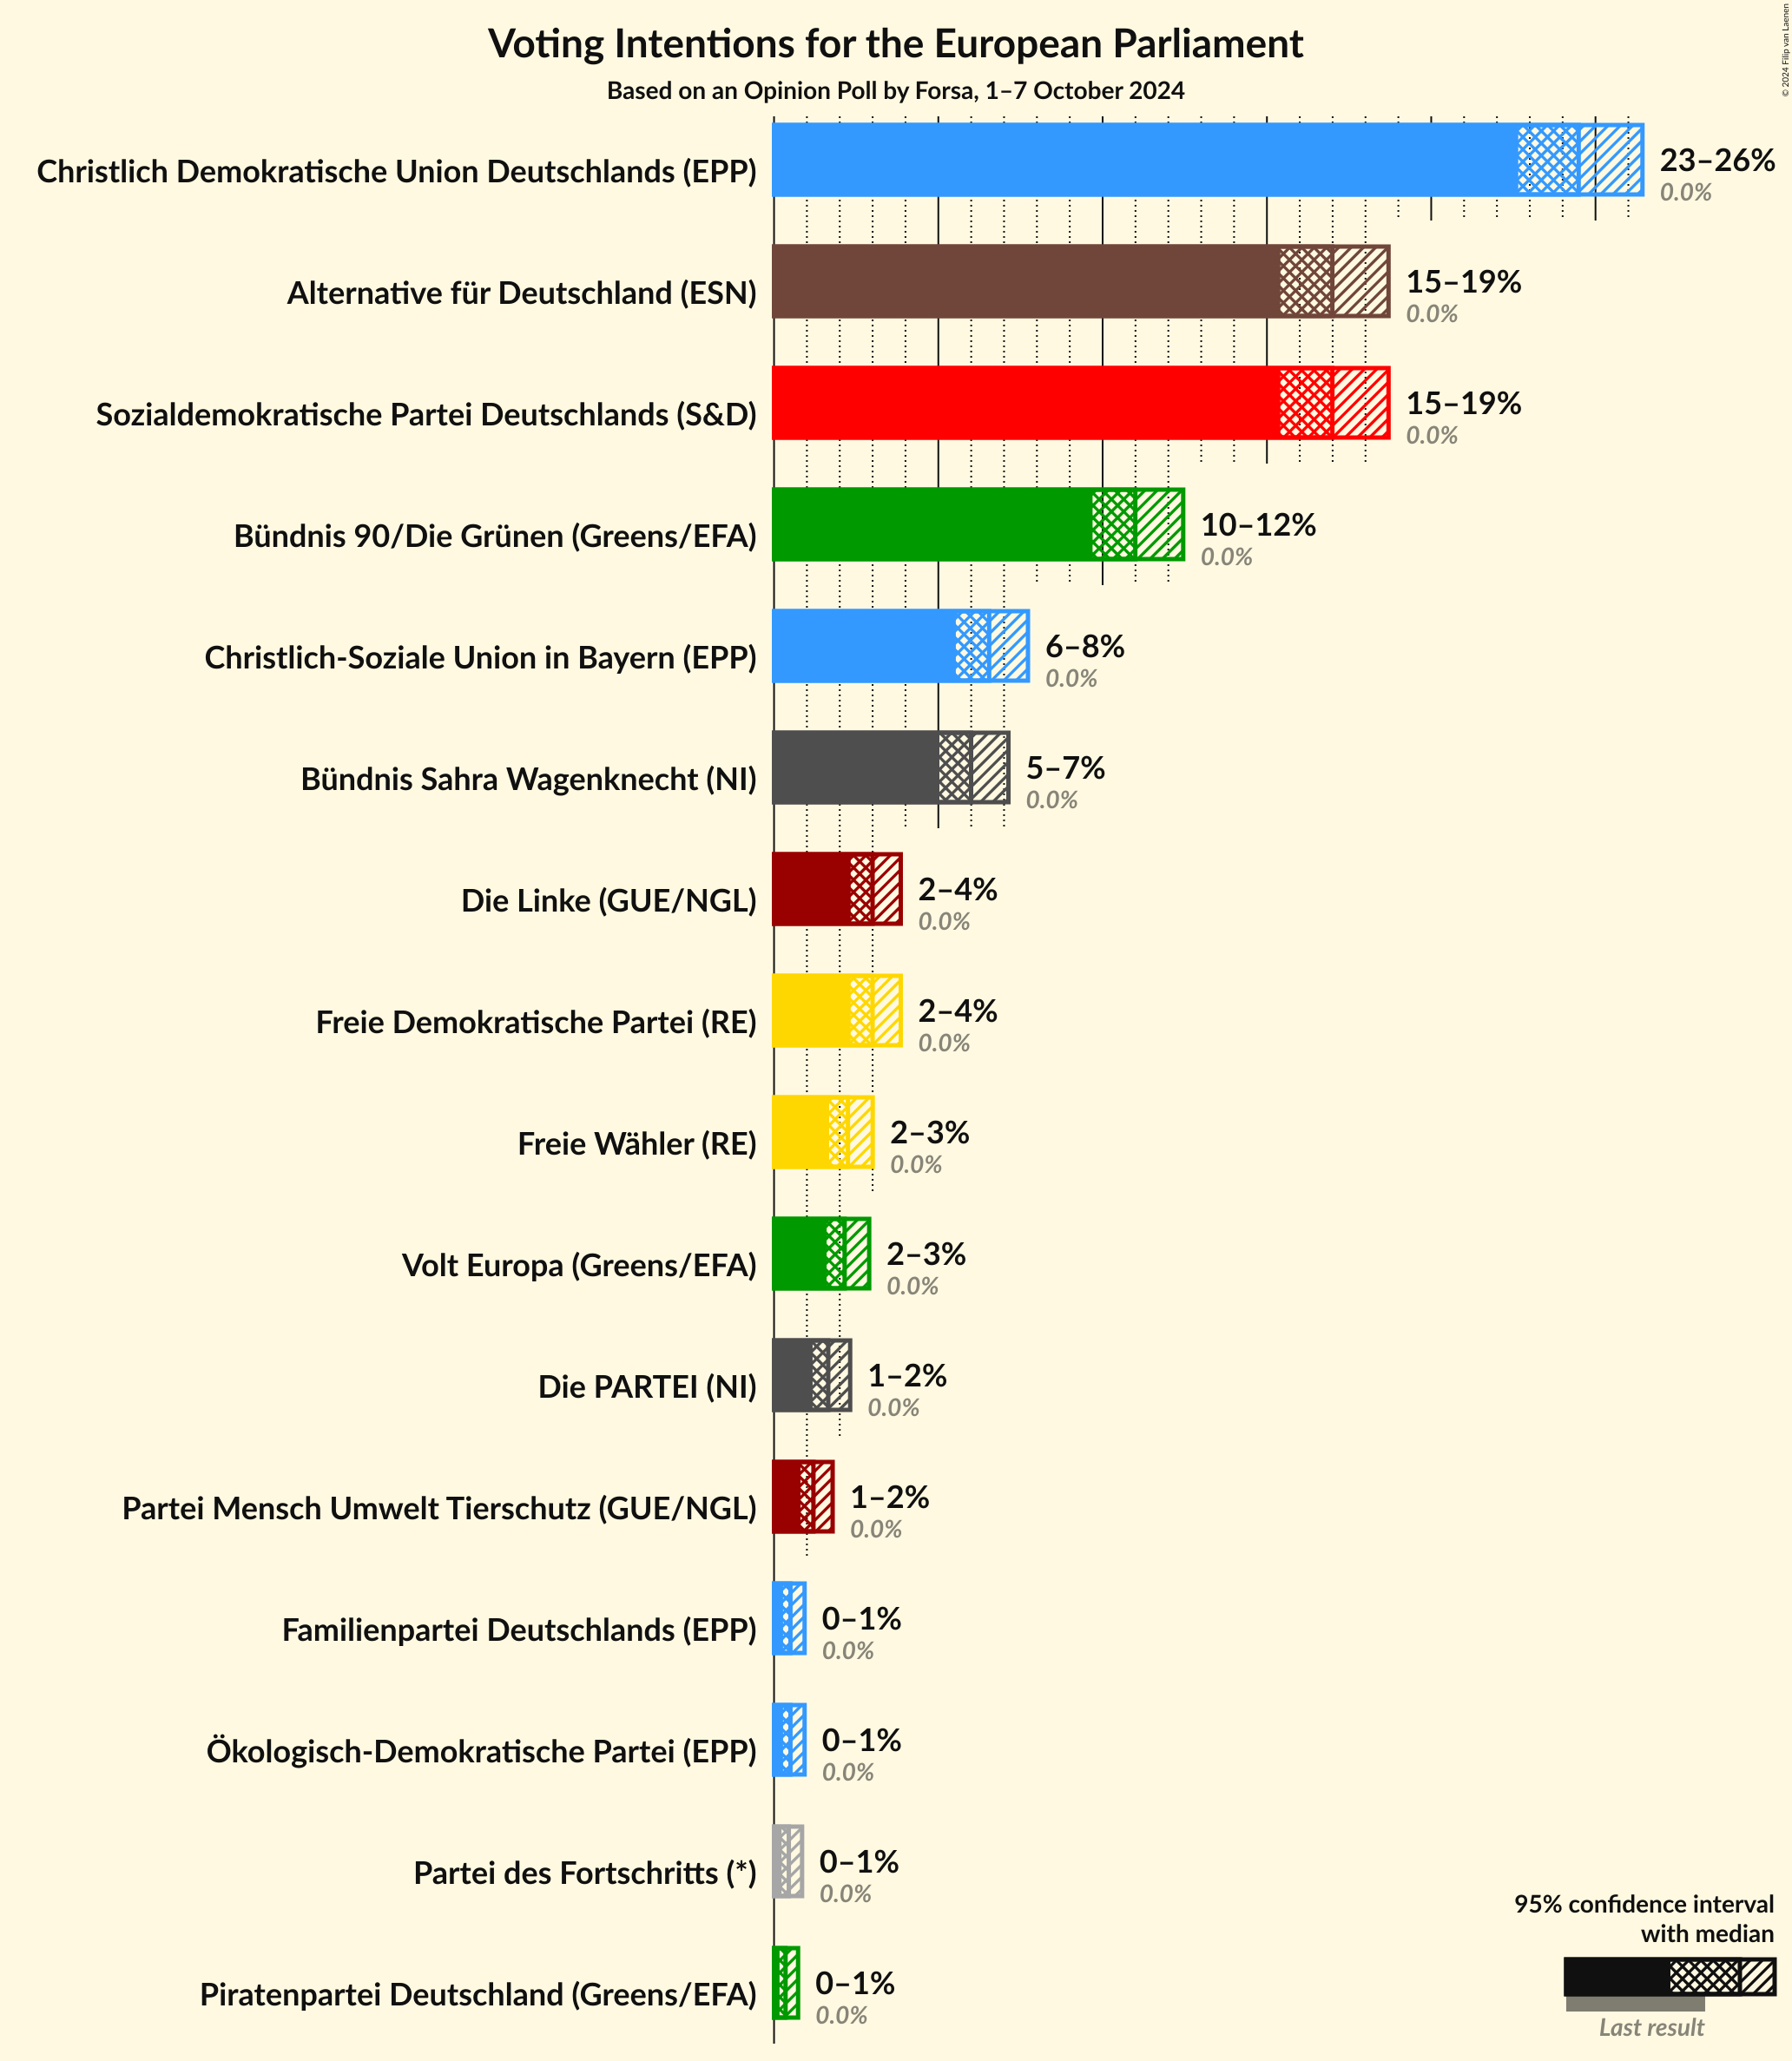 Voting Intentions for the European Parliament
Based on an Opinion Poll by Forsa, 1–7 October 2024
© 2024 Filip van Laenen
Christlich Demokratische Union Deutschlands (EPP)
23–26%
0.0%
Alternative für Deutschland (ESN)
15–19%
0.0%
Sozialdemokratische Partei Deutschlands (S&D)
15–19%
0.0%
Bündnis 90/Die Grünen (Greens/EFA)
10–12%
0.0%
Christlich-Soziale Union in Bayern (EPP)
6–8%
0.0%
Bündnis Sahra Wagenknecht (NI)
5–7%
0.0%
Die Linke (GUE/NGL)
2–4%
0.0%
Freie Demokratische Partei (RE)
2–4%
0.0%
Freie Wähler (RE)
2–3%
0.0%
Volt Europa (Greens/EFA)
2–3%
0.0%
Die PARTEI (NI)
1–2%
0.0%
Partei Mensch Umwelt Tierschutz (GUE/NGL)
1–2%
0.0%
Familienpartei Deutschlands (EPP)
0–1%
0.0%
Ökologisch-Demokratische Partei (EPP)
0–1%
0.0%
Partei des Fortschritts (*)
0–1%
0.0%
Piratenpartei Deutschland (Greens/EFA)
0–1%
0.0%
95% confidence interval
with median
Last result